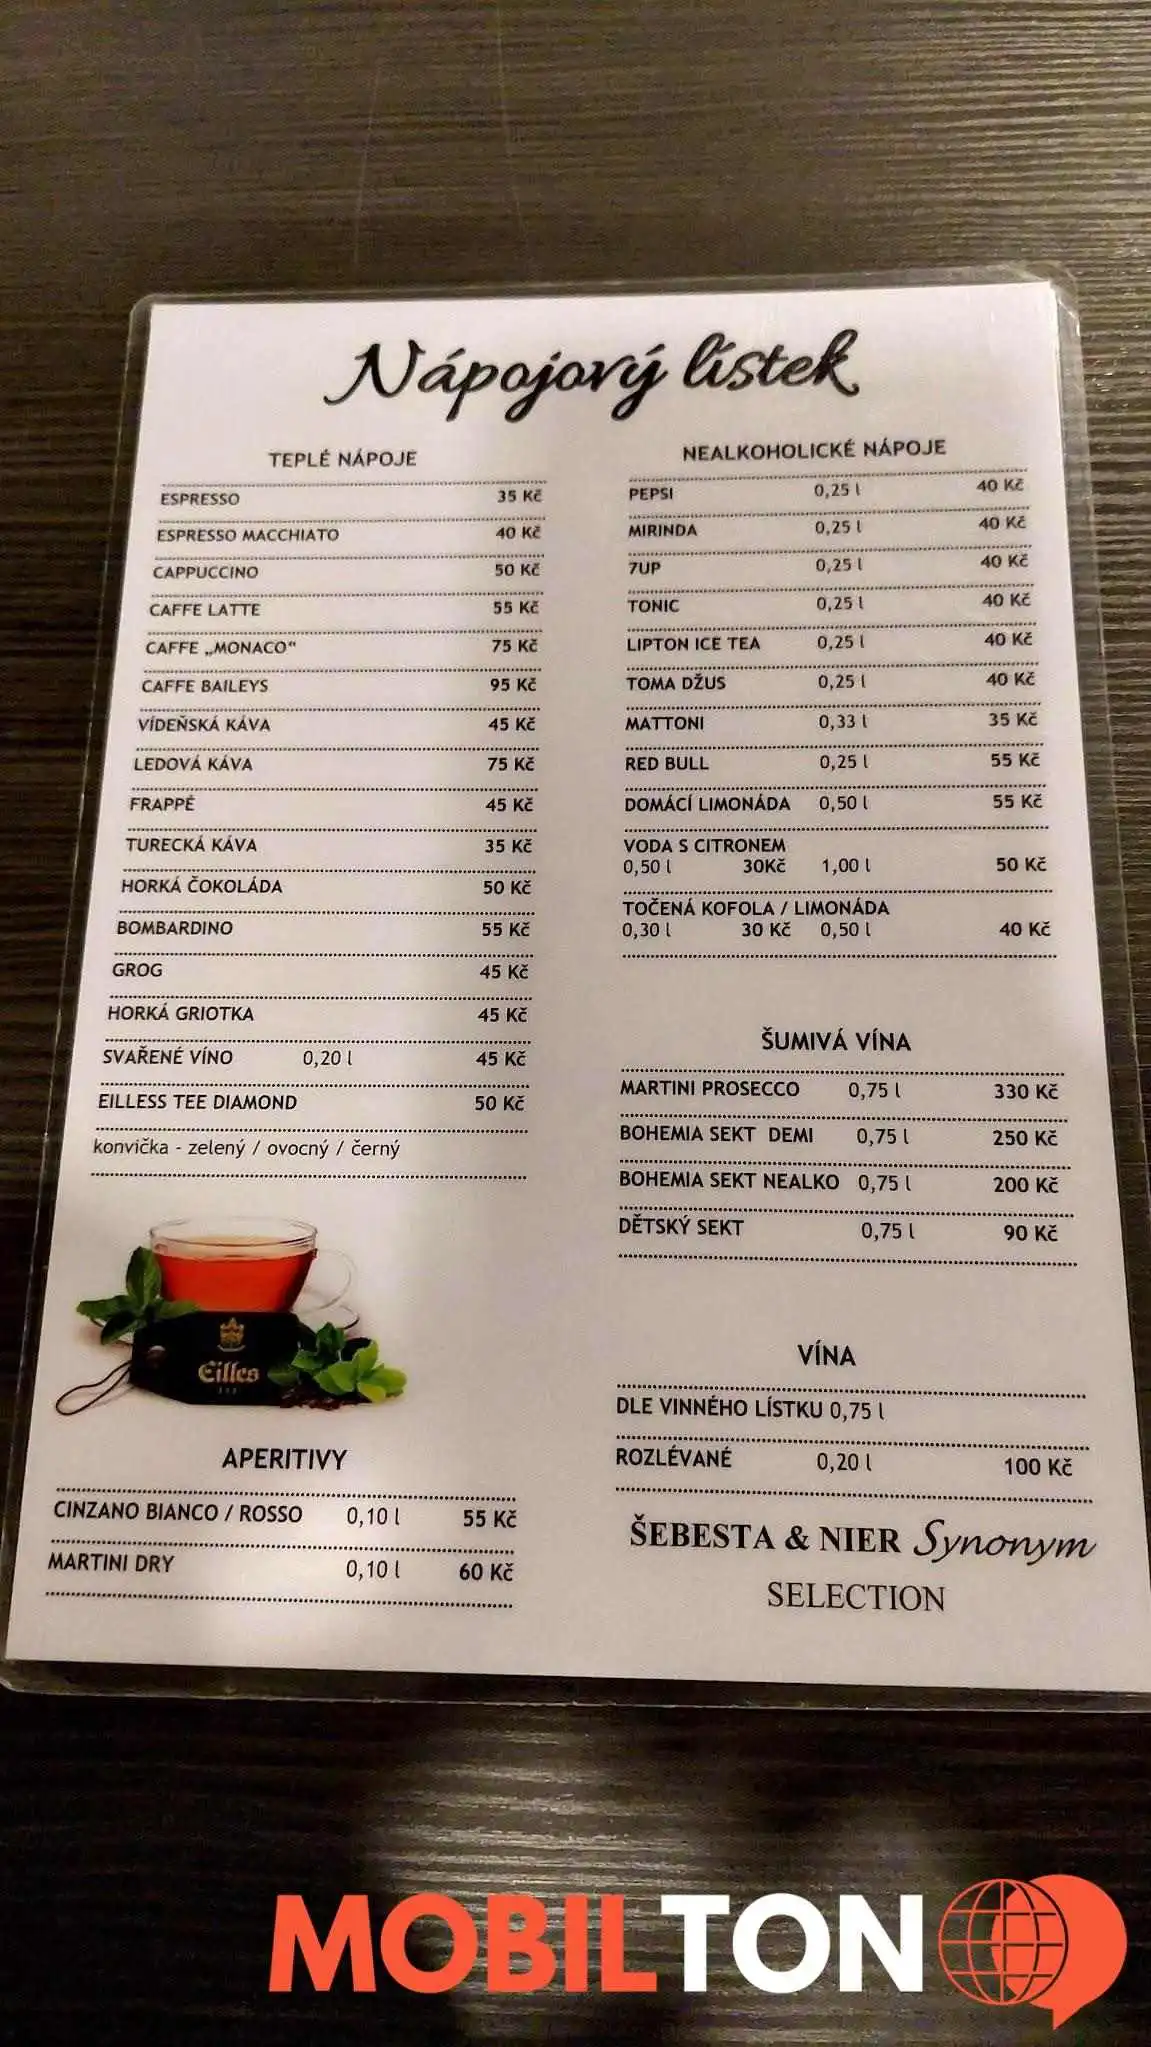 Nápojový lístek
TEPLÉ NÁPOJE
ESPRESSO 35 Kč
ESPRESSO MACCHIATO 40 Kč
CAPPUCCINO 50 Kč
CAFFE LATTE 55 Kč
CAFFE „MONACO“ 75 Kč
CAFFE BAILEYS 95 Kč
VÍDEŇSKÁ KÁVA 45 Kč
LEDOVÁ KÁVA 75 Kč
FRAPPÉ 45 Kč
TURECKÁ KÁVA 35 Kč
HORKÁ ČOKOLÁDA 50 Kč
BOMBARDINO 55 Kč
GROG 45 Kč
HORKÁ GRIOTKA 45 Kč
SVAŘENÉ VÍNO 0,20 l 45 Kč
EILLESS TEE DIAMOND 50 Kč
konvička - zelený / ovocný / černý
Eilles
APERITIVY
CINZANO BIANCO / ROSSO 0,10 l 55 Kč
MARTINI DRY 0,10 l 60 Kč
NEALKOHOLICKÉ NÁPOJE
PEPSI 0,25 l 40 Kč
MIRINDA 0,25 l 40 Kč
7UP 0,25 l 40 Kč
TONIC 0,25 l 40 Kč
LIPTON ICE TEA 0,25 l 40 Kč
TOMA DŽUS 0,25 l 40 Kč
MATTONI 0,33 l 35 Kč
RED BULL 0,25 l 55 Kč
DOMÁCÍ LIMONÁDA 0,50 l 55 Kč
VODA S CITRONEM
0,50 l 30Kč 1,00 l 50 Kč
TOČENÁ KOFOLA / LIMONÁDA
0,30 l 30 Kč 0,50 l 40 Kč
ŠUMIVÁ VÍNA
MARTINI PROSECCO 0,75 l 330 Kč
BOHEMIA SEKT DEMI 0,75 l 250 Kč
BOHEMIA SEKT NEALKO 0,75 l 200 Kč
DĚTSKÝ SEKT 0,75 l 90 Kč
VÍNA
DLE VINNÉHO LÍSTKU 0,75 l
ROZLÉVANÉ 0,20 l 100 Kč
ŠEBESTA & NIER Synonym
SELECTION
MOBILTON